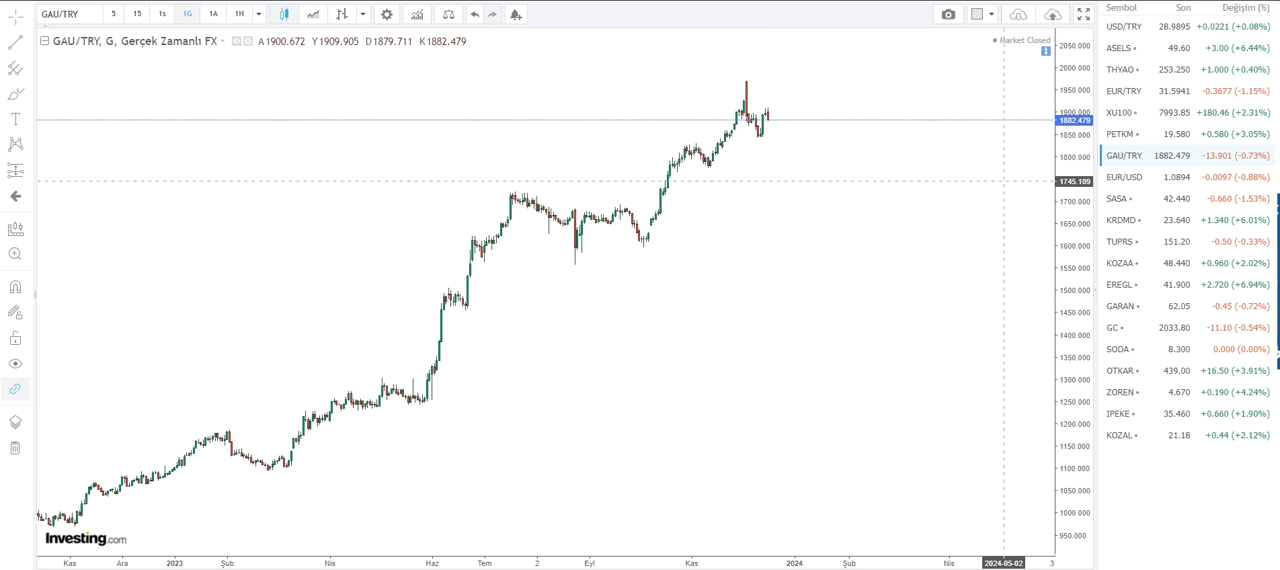 GAU/TRY 5 15 1s 1G 1A 1H
GAU/TRY, G, Gerçek Zamanlı FX A1900.672 Y1909.905 D1879.711 K1882.479
Market Closed
2050.000
2000.000
1950.000
1900.000
1882.479
1850.000
1800.000
1745.109
1700.000
1650.000
1600.000
1550.000
1500.000
1450.000
1400.000
1350.000
1300.000
1250.000
1200.000
1150.000
1100.000
1050.000
1000.000
950.000
Investing.com
Kas Ara 2023 Şub Nis Haz Tem 2 Eyl Kas 2024 Şub Nis 2024-05-02 3
Sembol Son Değişim (%)
USD/TRY 28.9895 +0.0221 (+0.08%)
ASELS 49.60 +3.00 (+6.44%)
THYAO 253.250 +1.000 (+0.40%)
EUR/TRY 31.5941 -0.3677 (-1.15%)
XU100 7993.85 +180.46 (+2.31%)
PETKM 19.580 +0.580 (+3.05%)
GAU/TRY 1882.479 -13.901 (-0.73%)
EUR/USD 1.0894 -0.0097 (-0.88%)
SASA 42.440 -0.660 (-1.53%)
KRDMD 23.640 +1.340 (+6.01%)
TUPRS 151.20 -0.50 (-0.33%)
KOZAA 48.440 +0.960 (+2.02%)
EREGL 41.900 +2.720 (+6.94%)
GARAN 62.05 -0.45 (-0.72%)
GC 2033.80 -11.10 (-0.54%)
SODA 8.300 0.000 (0.00%)
OTKAR 439.00 +16.50 (+3.91%)
ZOREN 4.670 +0.190 (+4.24%)
IPEKE 35.460 +0.660 (+1.90%)
KOZAL 21.18 +0.44 (+2.12%)